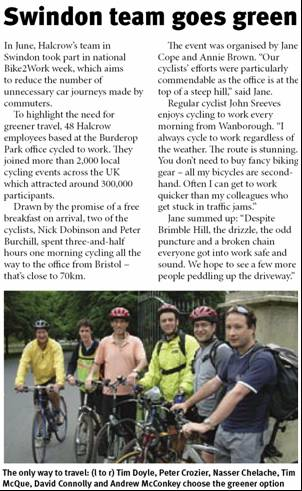 Swindon team goes green
In June, Halcrow's team in
Swindon took part in national
Bike2Work week, which aims
to reduce the number of
unnecessary car journeys made by
commuters.
To highlight the need for
greener travel, 48 Halcrow
employees based at the Burderop
Park office cycled to work. They
joined more than 2,000 local
cycling events across the UK
which attracted around 300,000
participants.
Drawn by the promise of a free
breakfast on arrival, two of the
cyclists, Nick Dobinson and Peter
Burchill, spent three-and-half
hours one morning cycling all the
way to the office from Bristol –
that's close to 70km.
The event was organised by Jane
Cope and Annie Brown. "Our
cyclists' efforts were particularly
commendable as the office is at the
top of a steep hill," said Jane.
Regular cyclist John Sreeves
enjoys cycling to work every
morning from Wanborough. "I
always cycle to work regardless of
the weather. The route is stunning.
You don't need to buy fancy biking
gear – all my bicycles are second-
hand. Often I can get to work
quicker than my colleagues who
get stuck in traffic jams."
Jane summed up: "Despite
Brimble Hill, the drizzle, the odd
puncture and a broken chain
everyone got into work safe and
sound. We hope to see a few more
people peddling up the driveway."
The only way to travel: (l to r) Tim Doyle, Peter Crozier, Nasser Chelache, Tim
McQue, David Connolly and Andrew McConkey choose the greener option